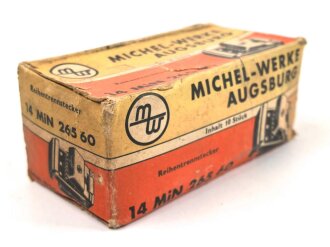 MW
MICHEL-WERKE
AUGSBURG
Reihentrennstecker
14 MiN 265 60
MW
MICHEL-WERKE
AUGSBURG
Inhalt 10 Stück
Reihentrennstecker
14 MiN 265 60